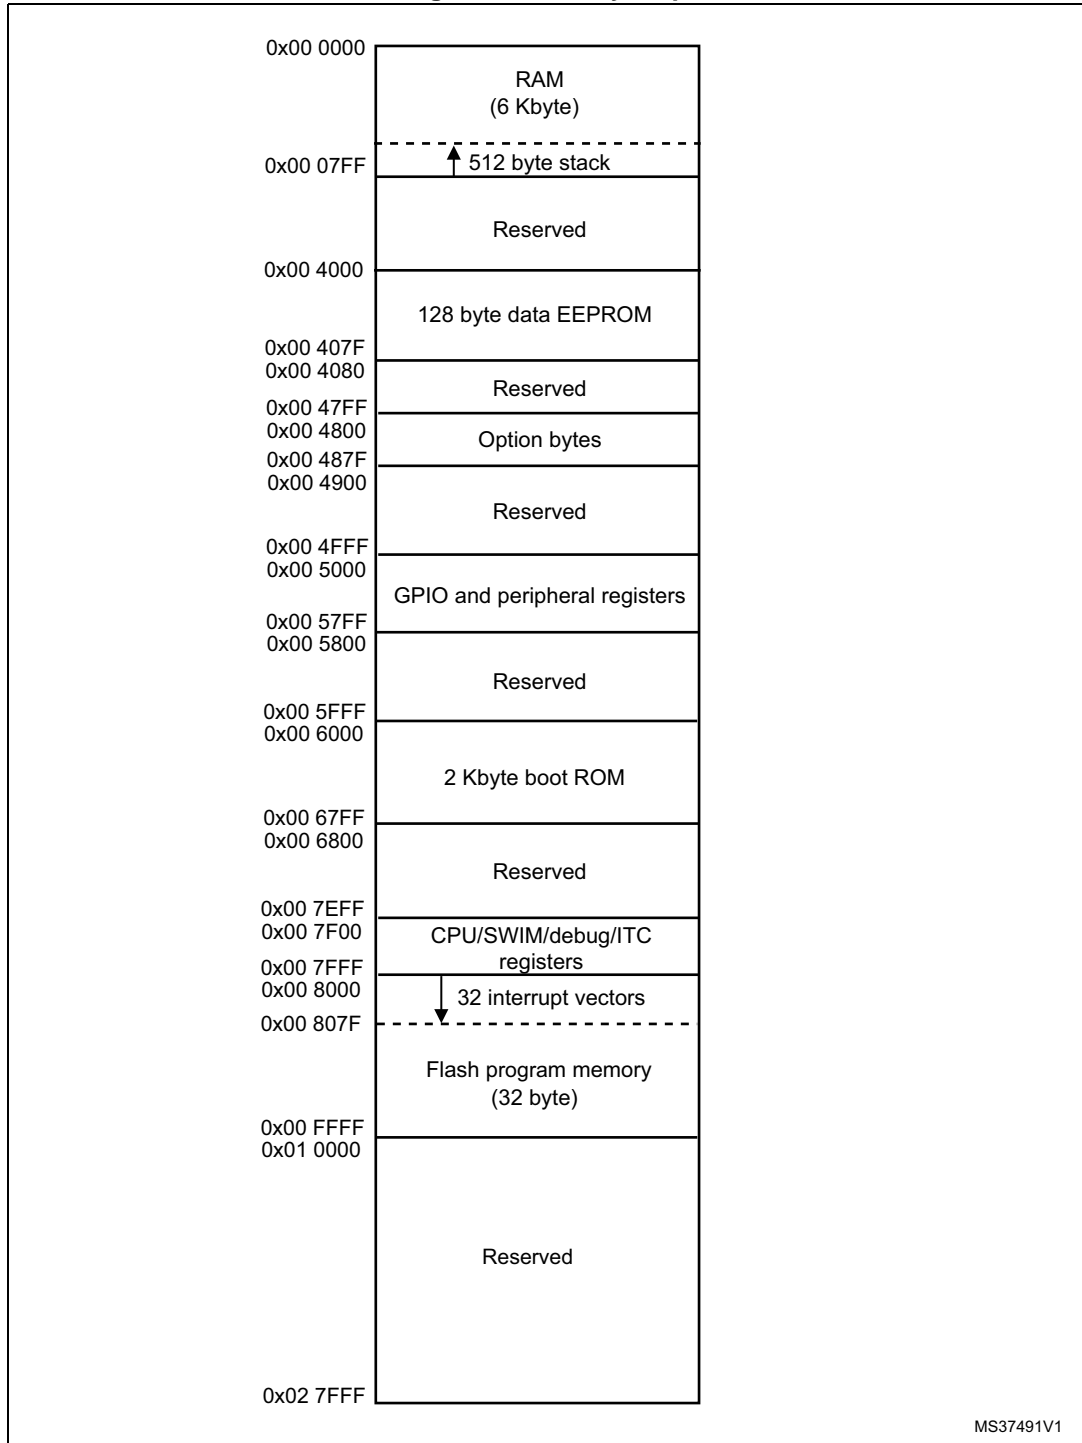 0x00 0000
RAM
(6 Kbyte)
0x00 07FF
512 byte stack
Reserved
0x00 4000
128 byte data EEPROM
0x00 407F
0x00 4080
Reserved
0x00 47FF
0x00 4800
Option bytes
0x00 487F
0x00 4900
Reserved
0x00 4FFF
0x00 5000
GPIO and peripheral registers
0x00 57FF
0x00 5800
Reserved
0x00 5FFF
0x00 6000
2 Kbyte boot ROM
0x00 67FF
0x00 6800
Reserved
0x00 7EFF
0x00 7F00
CPU/SWIM/debug/ITC
registers
0x00 7FFF
0x00 8000
32 interrupt vectors
0x00 807F
Flash program memory
(32 byte)
0x00 FFFF
0x01 0000
Reserved
0x02 7FFF
MS37491V1